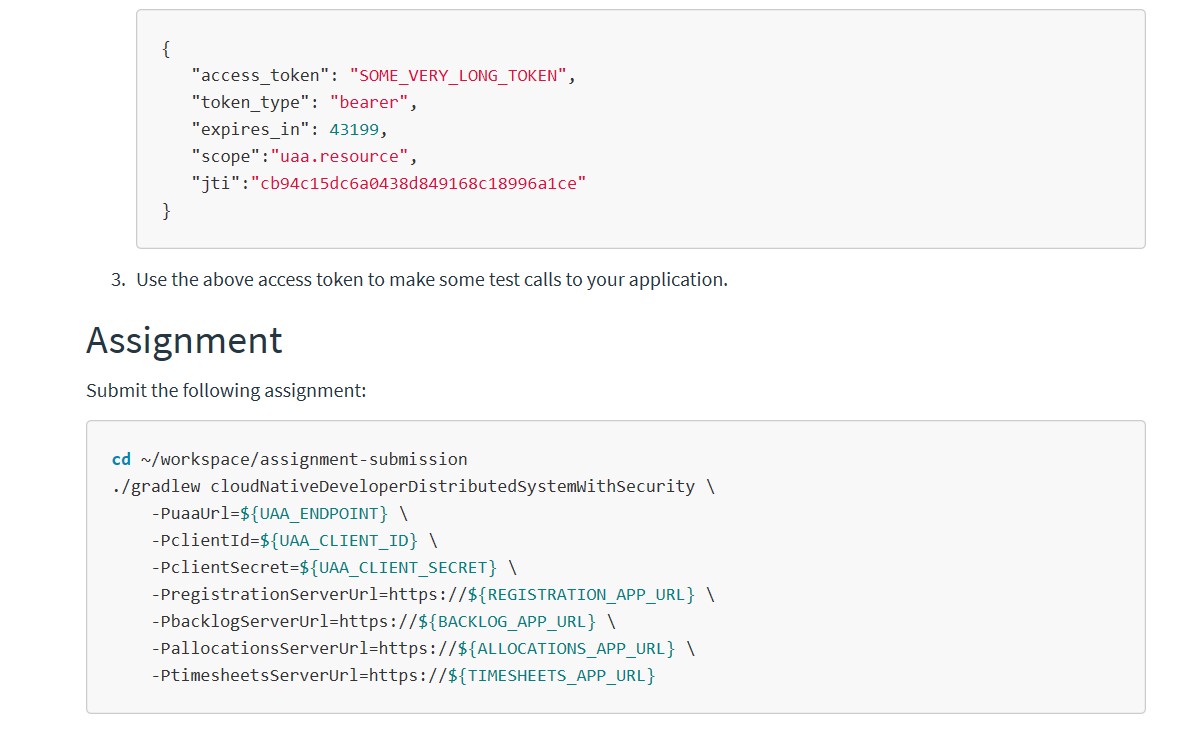 {
"access_token": "SOME_VERY_LONG_TOKEN",
"token_type": "bearer",
"expires_in": 43199,
"scope":"uaa.resource",
"jti":"cb94c15dc6a0438d849168c18996a1ce"
}
3. Use the above access token to make some test calls to your application.
Assignment
Submit the following assignment:
cd ~/workspace/assignment-submission
./gradlew cloudNativeDeveloperDistributedSystemWithSecurity \
-PuaaUrl=${UAA_ENDPOINT} \
-PclientId=${UAA_CLIENT_ID} \
-PclientSecret=${UAA_CLIENT_SECRET} \
-PregistrationServerUrl=https://${REGISTRATION_APP_URL} \
-PbacklogServerUrl=https://${BACKLOG_APP_URL} \
-PallocationsServerUrl=https://${ALLOCATIONS_APP_URL} \
-PtimesheetsServerUrl=https://${TIMESHEETS_APP_URL}